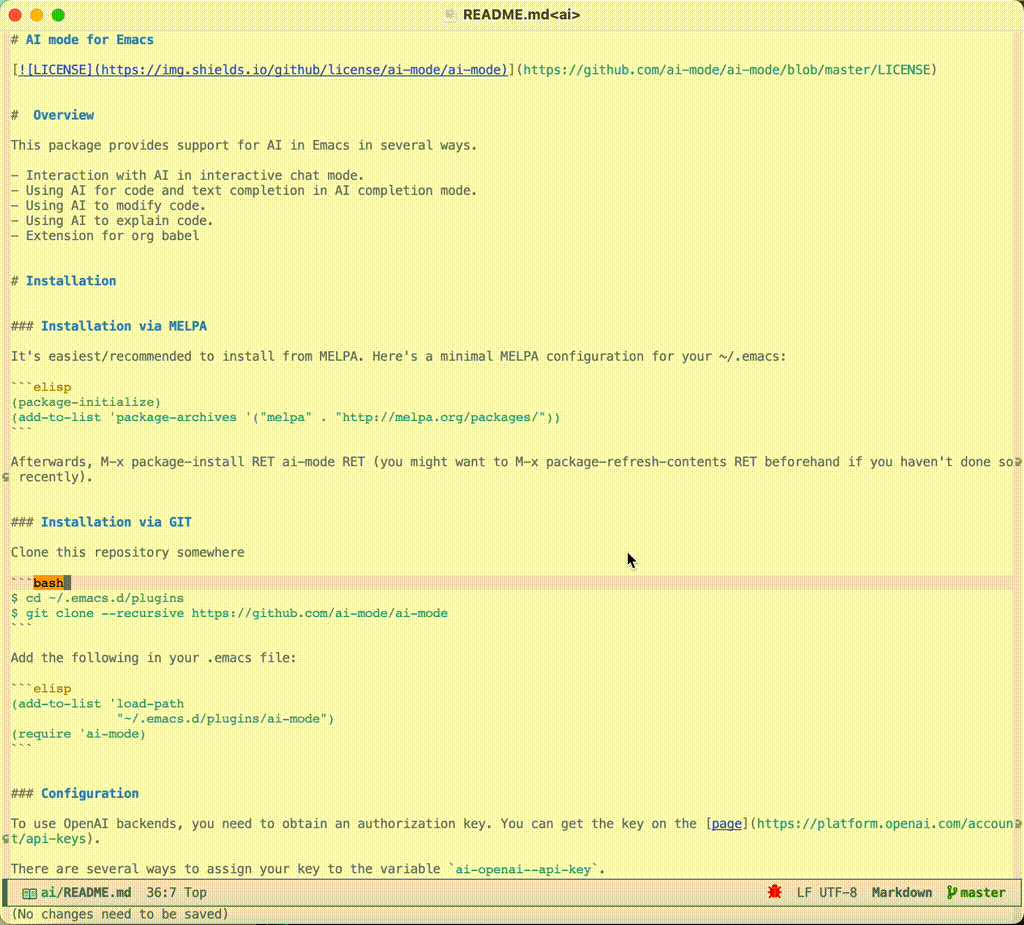 README.md<ai>
# AI mode for Emacs
[![LICENSE](https://img.shields.io/github/license/ai-mode/ai-mode)](https://github.com/ai-mode/ai-mode/blob/master/LICENSE)
#  Overview
This package provides support for AI in Emacs in several ways.
- Interaction with AI in interactive chat mode.
- Using AI for code and text completion in AI completion mode.
- Using AI to modify code.
- Using AI to explain code.
- Extension for org babel
# Installation
### Installation via MELPA
It's easiest/recommended to install from MELPA. Here's a minimal MELPA configuration for your ~/.emacs:
```elisp
(package-initialize)
(add-to-list 'package-archives '("melpa" . "http://melpa.org/packages/"))
```
Afterwards, M-x package-install RET ai-mode RET (you might want to M-x package-refresh-contents RET beforehand if you haven't done so
recently).
### Installation via GIT
Clone this repository somewhere
```bash
$ cd ~/.emacs.d/plugins
$ git clone --recursive https://github.com/ai-mode/ai-mode
```
Add the following in your .emacs file:
```elisp
(add-to-list 'load-path
              "~/.emacs.d/plugins/ai-mode")
(require 'ai-mode)
```
### Configuration
To use OpenAI backends, you need to obtain an authorization key. You can get the key on the [page](https://platform.openai.com/accoun
t/api-keys).
There are several ways to assign your key to the variable `ai-openai--api-key`.
ai/README.md  36:7 Top  LF UTF-8  Markdown  master
(No changes need to be saved)